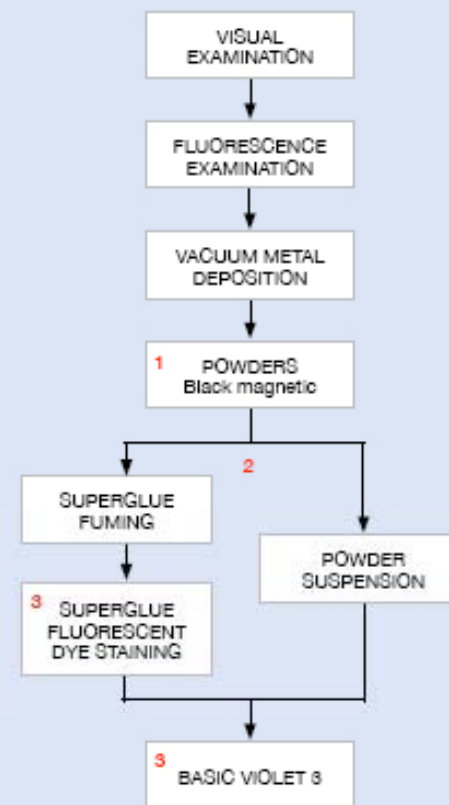 VISUAL
EXAMINATION
FLUORESCENCE
EXAMINATION
VACUUM METAL
DEPOSITION
1 POWDERS
Black magnetic
2
SUPERGLUE
FUMING
POWDER
SUSPENSION
3 SUPERGLUE
FLUORESCENT
DYE STAINING
3
BASIC VIOLET 3